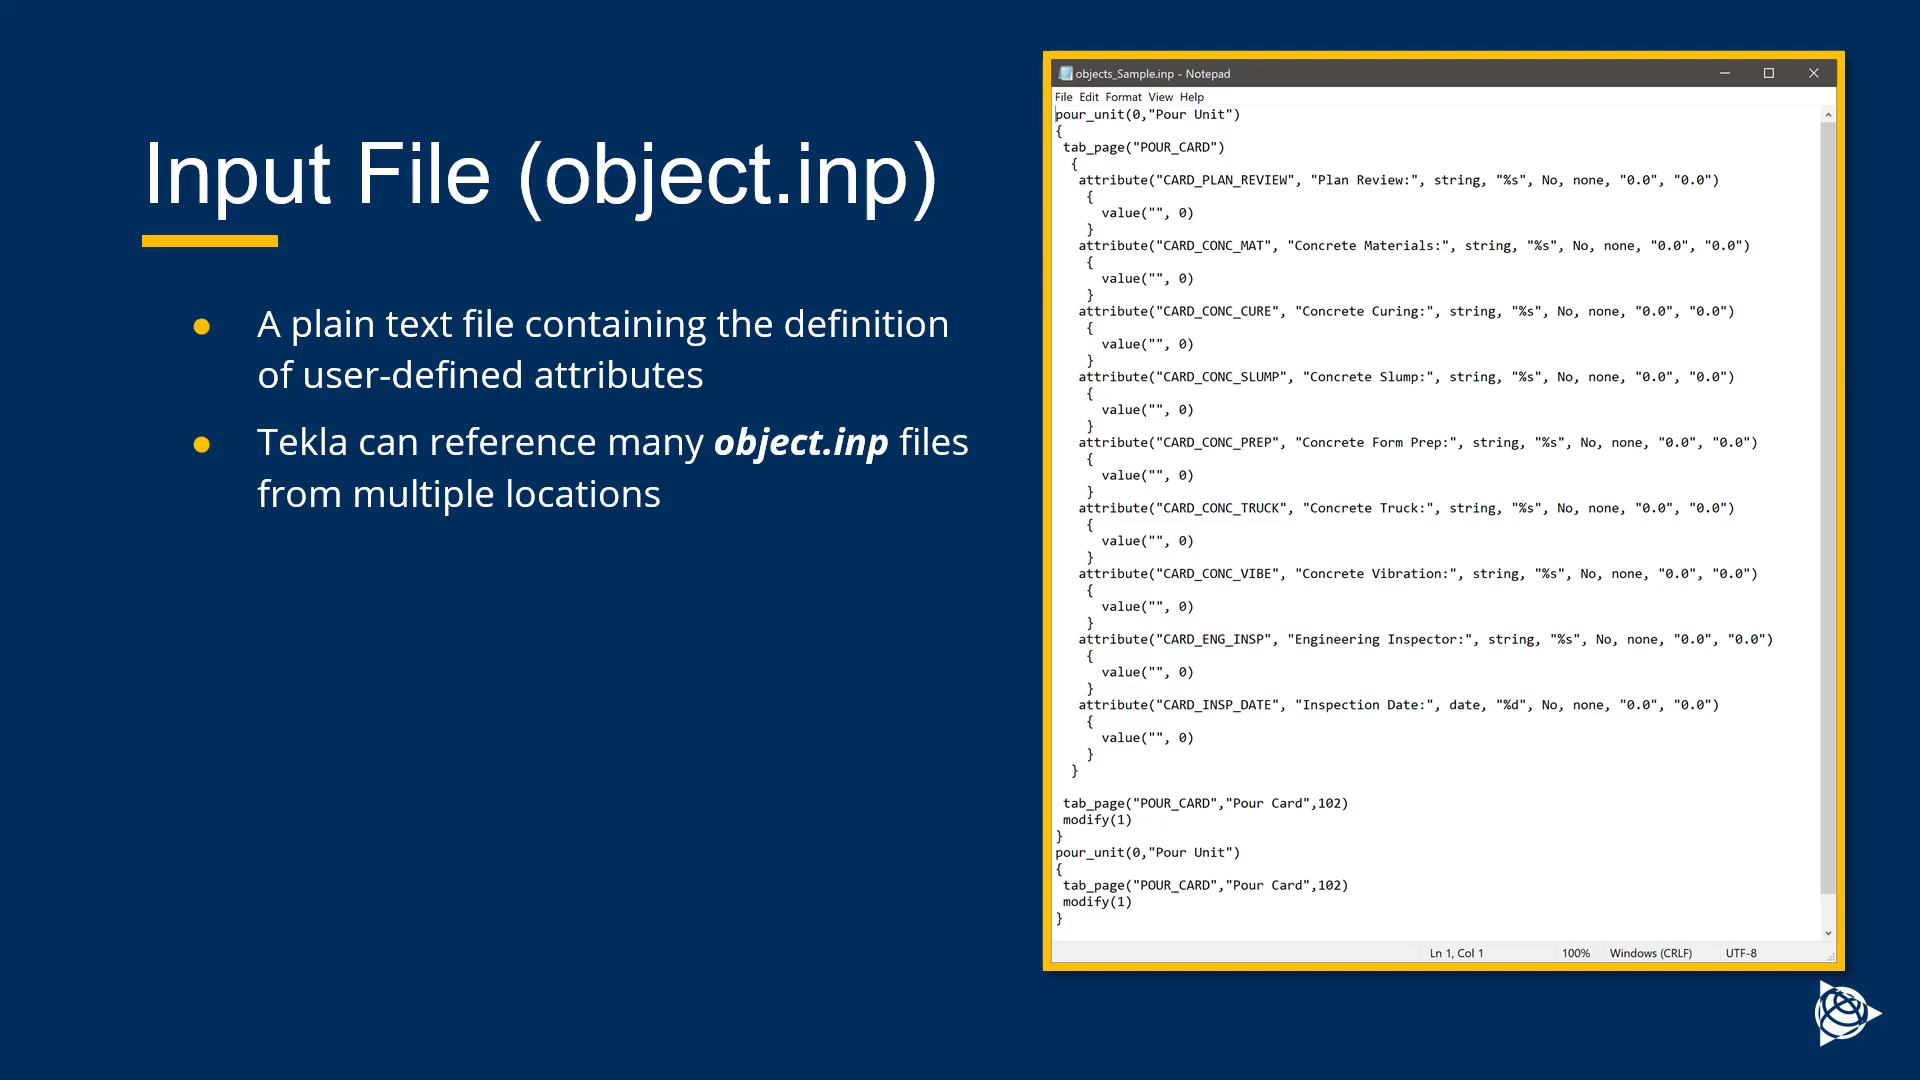 Input File (object.inp)
● A plain text file containing the definition
of user-defined attributes
● Tekla can reference many object.inp files
from multiple locations
objects_Sample.inp - Notepad
File Edit Format View Help
pour_unit(0,"Pour Unit")
{
tab_page("POUR_CARD")
{
attribute("CARD_PLAN_REVIEW", "Plan Review:", string, "%s", No, none, "0.0", "0.0")
{
value("", 0)
}
attribute("CARD_CONC_MAT", "Concrete Materials:", string, "%s", No, none, "0.0", "0.0")
{
value("", 0)
}
attribute("CARD_CONC_CURE", "Concrete Curing:", string, "%s", No, none, "0.0", "0.0")
{
value("", 0)
}
attribute("CARD_CONC_SLUMP", "Concrete Slump:", string, "%s", No, none, "0.0", "0.0")
{
value("", 0)
}
attribute("CARD_CONC_PREP", "Concrete Form Prep:", string, "%s", No, none, "0.0", "0.0")
{
value("", 0)
}
attribute("CARD_CONC_TRUCK", "Concrete Truck:", string, "%s", No, none, "0.0", "0.0")
{
value("", 0)
}
attribute("CARD_CONC_VIBE", "Concrete Vibration:", string, "%s", No, none, "0.0", "0.0")
{
value("", 0)
}
attribute("CARD_ENG_INSP", "Engineering Inspector:", string, "%s", No, none, "0.0", "0.0")
{
value("", 0)
}
attribute("CARD_INSP_DATE", "Inspection Date:", date, "%d", No, none, "0.0", "0.0")
{
value("", 0)
}
}
tab_page("POUR_CARD","Pour Card",102)
modify(1)
}
pour_unit(0,"Pour Unit")
{
tab_page("POUR_CARD","Pour Card",102)
modify(1)
}
Ln 1, Col 1 100% Windows (CRLF) UTF-8